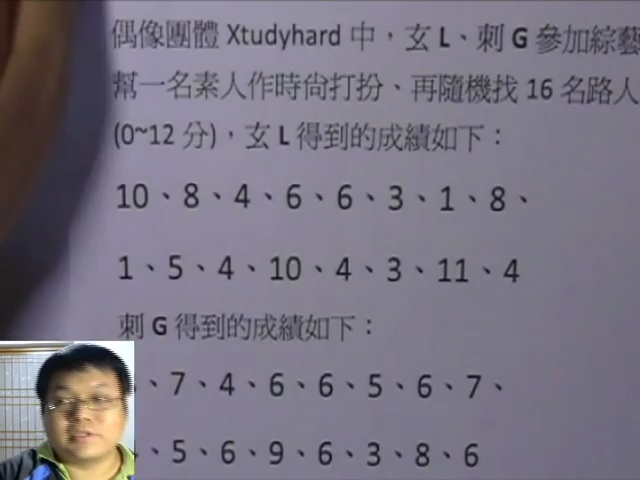 偶像團體 Xtudyhard 中，玄 L、刺 G 參加綜藝
幫一名素人作時尚打扮、再隨機找 16 名路人
(0~12 分)，玄 L 得到的成績如下：
10、8、4、6、6、3、1、8、
1、5、4、10、4、3、11、4
刺 G 得到的成績如下：
、7、4、6、6、5、6、7、
、5、6、9、6、3、8、6